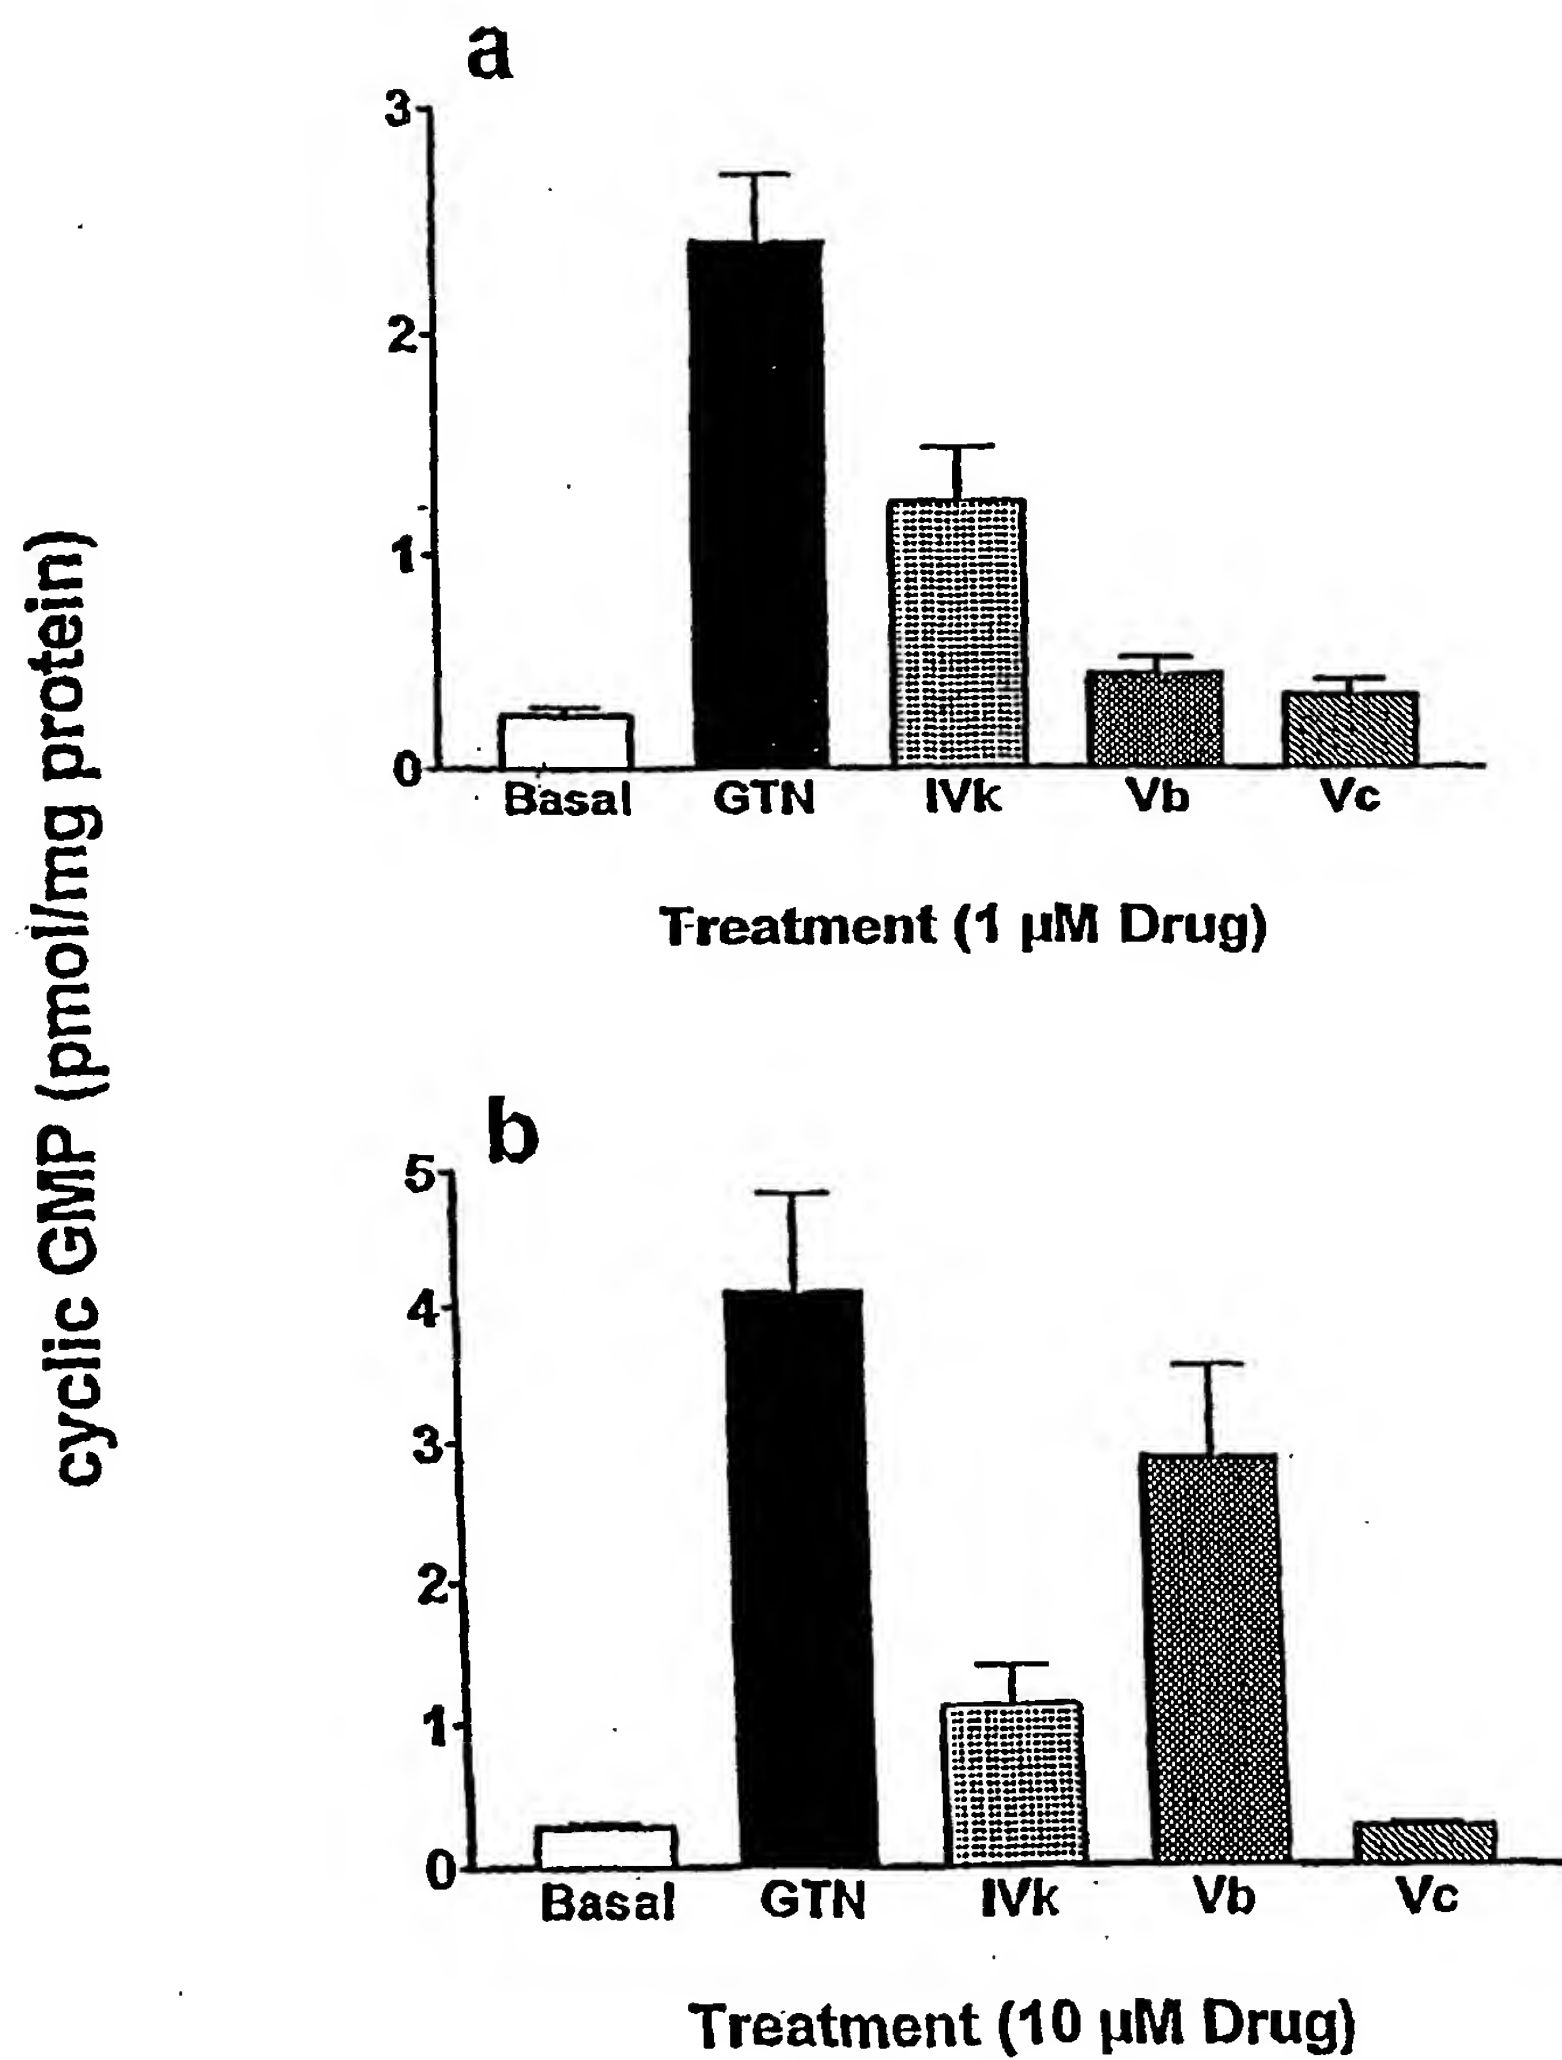 cyclic GMP (pmol/mg protein)
a
3
2
1
0
Basal GTN IVk Vb Vc
Treatment (1 µM Drug)
b
5
4
3
2
1
0
Basal GTN IVk Vb Vc
Treatment (10 µM Drug)